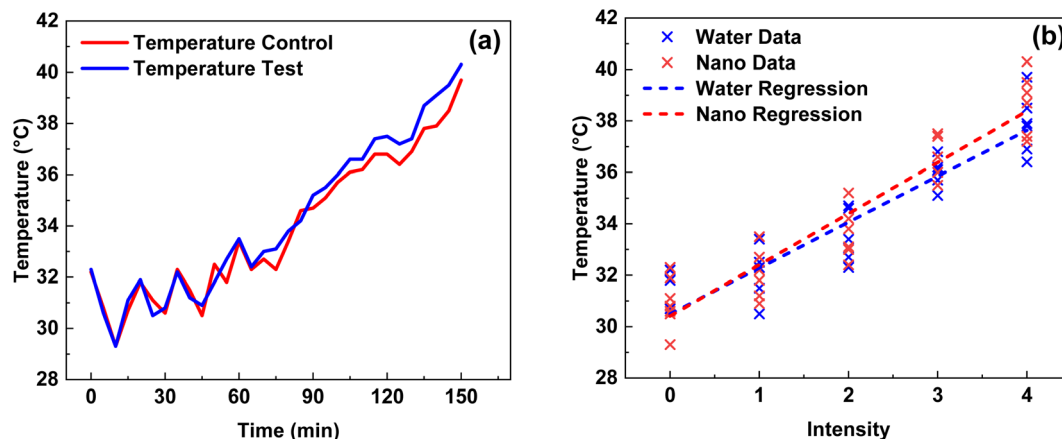 (a)
Temperature Control
Temperature Test
Temperature (°C)
42
40
38
36
34
32
30
28
0 30 60 90 120 150
Time (min)
(b)
Water Data
Nano Data
Water Regression
Nano Regression
Temperature (°C)
42
40
38
36
34
32
30
28
0 1 2 3 4
Intensity